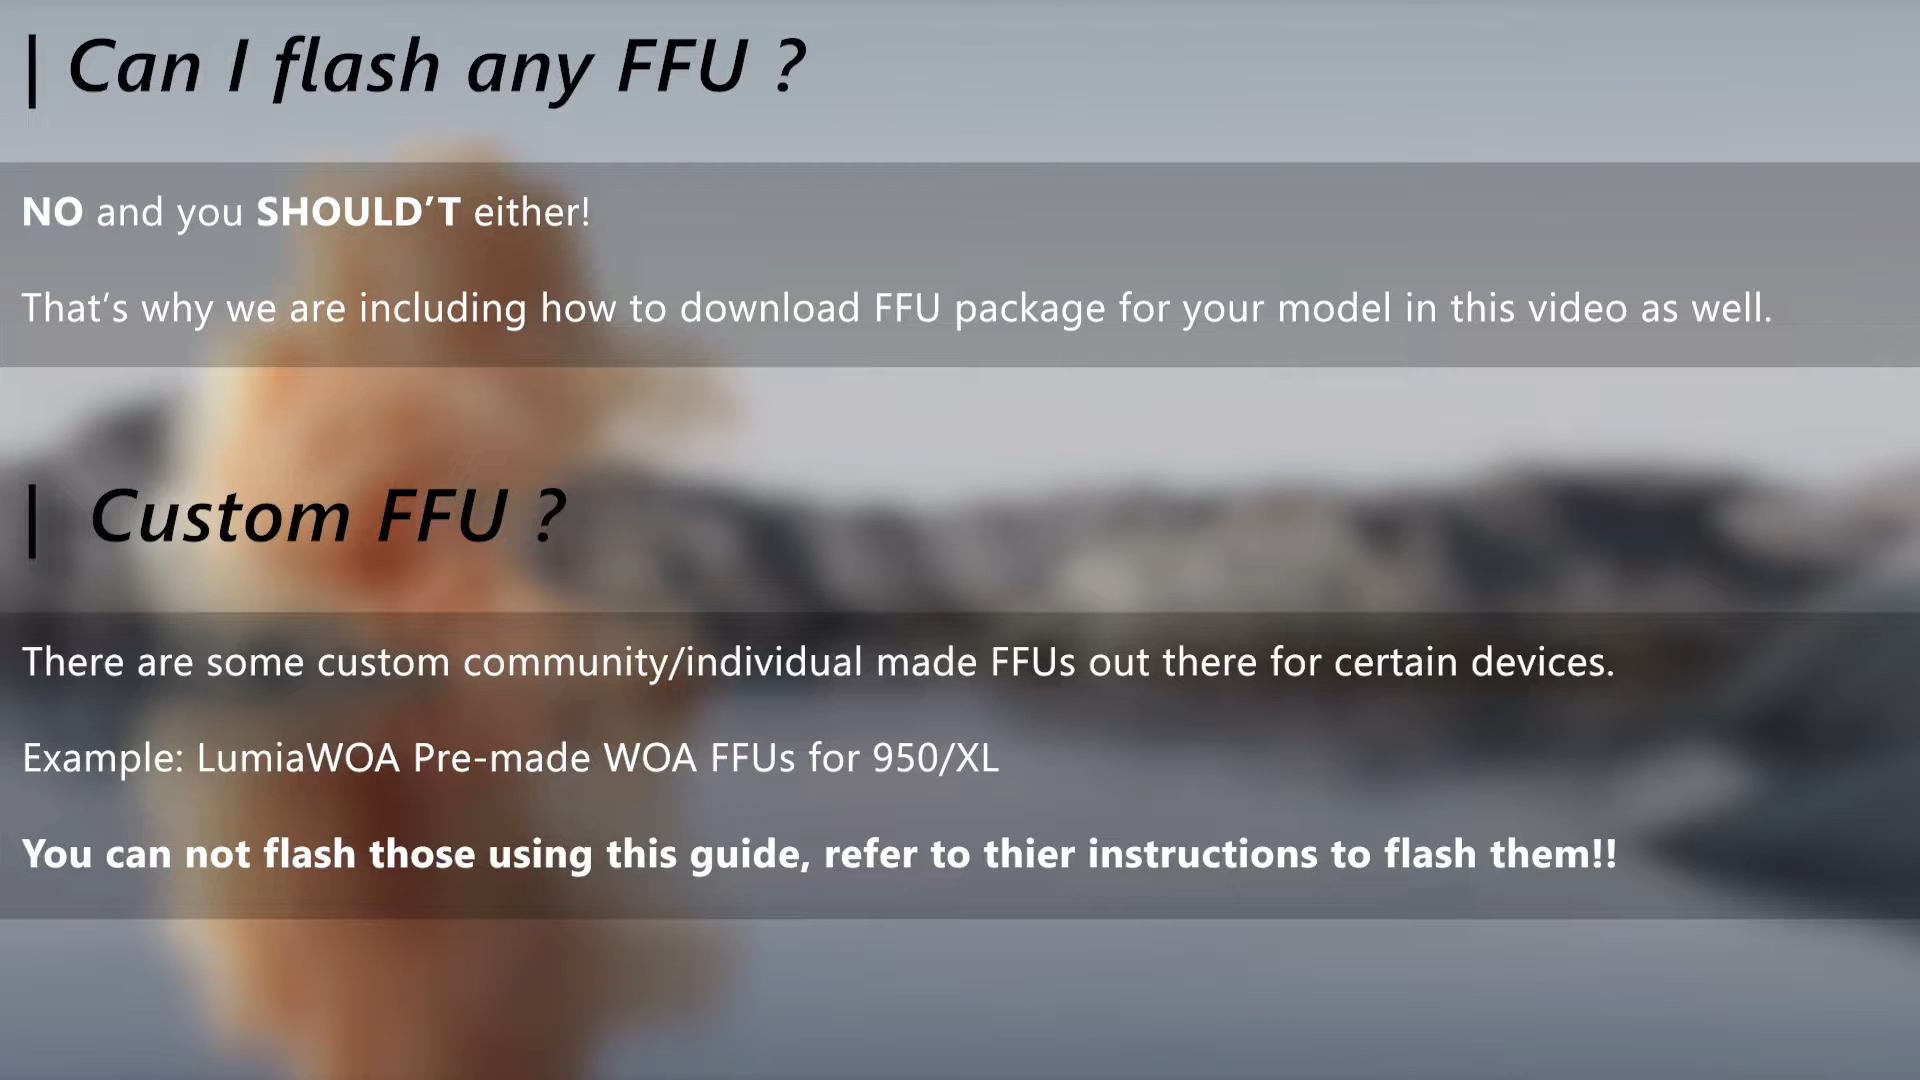 | Can I flash any FFU ?
NO and you SHOULD’T either!
That’s why we are including how to download FFU package for your model in this video as well.
| Custom FFU ?
There are some custom community/individual made FFUs out there for certain devices.
Example: LumiaWOA Pre-made WOA FFUs for 950/XL
You can not flash those using this guide, refer to thier instructions to flash them!!